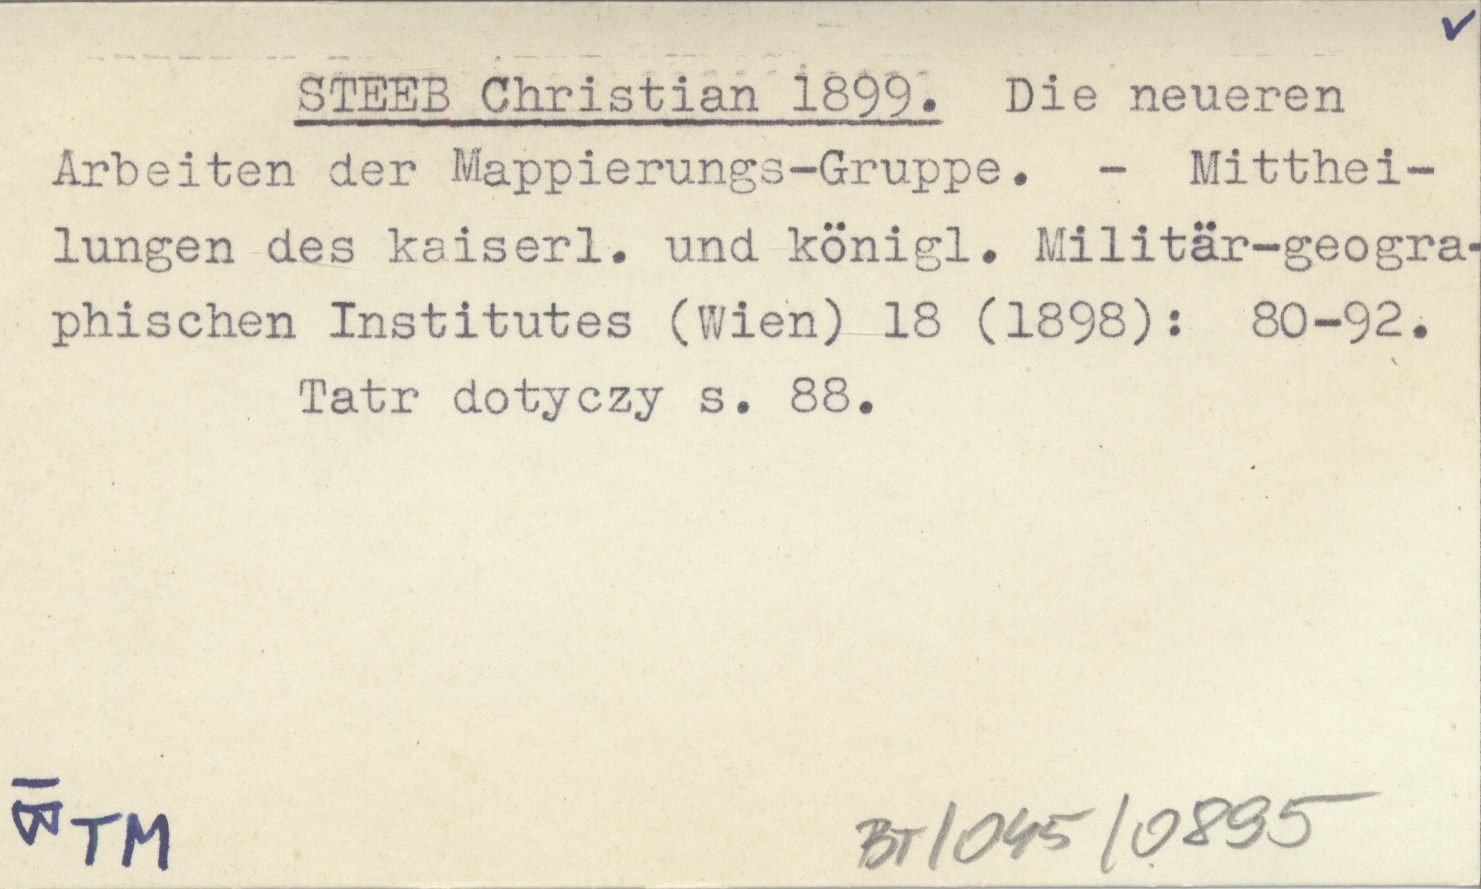 STEEB Christian 1899. Die neueren
Arbeiten der Mappierungs-Gruppe. - Mitthei-
lungen des kaiserl. und königl. Militär-geogra-
phischen Institutes (Wien) 18 (1898): 80-92.
Tatr dotyczy s. 88.
TM
BT/045/0895